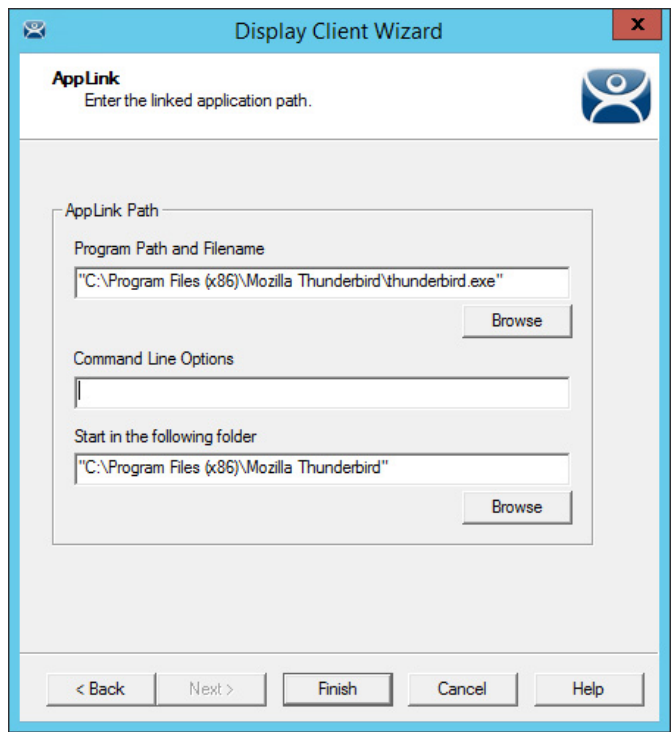 Display Client Wizard
x
AppLink
Enter the linked application path.
AppLink Path
Program Path and Filename
"C:\Program Files (x86)\Mozilla Thunderbird\thunderbird.exe"
Browse
Command Line Options
Start in the following folder
"C:\Program Files (x86)\Mozilla Thunderbird"
Browse
< Back Next > Finish Cancel Help